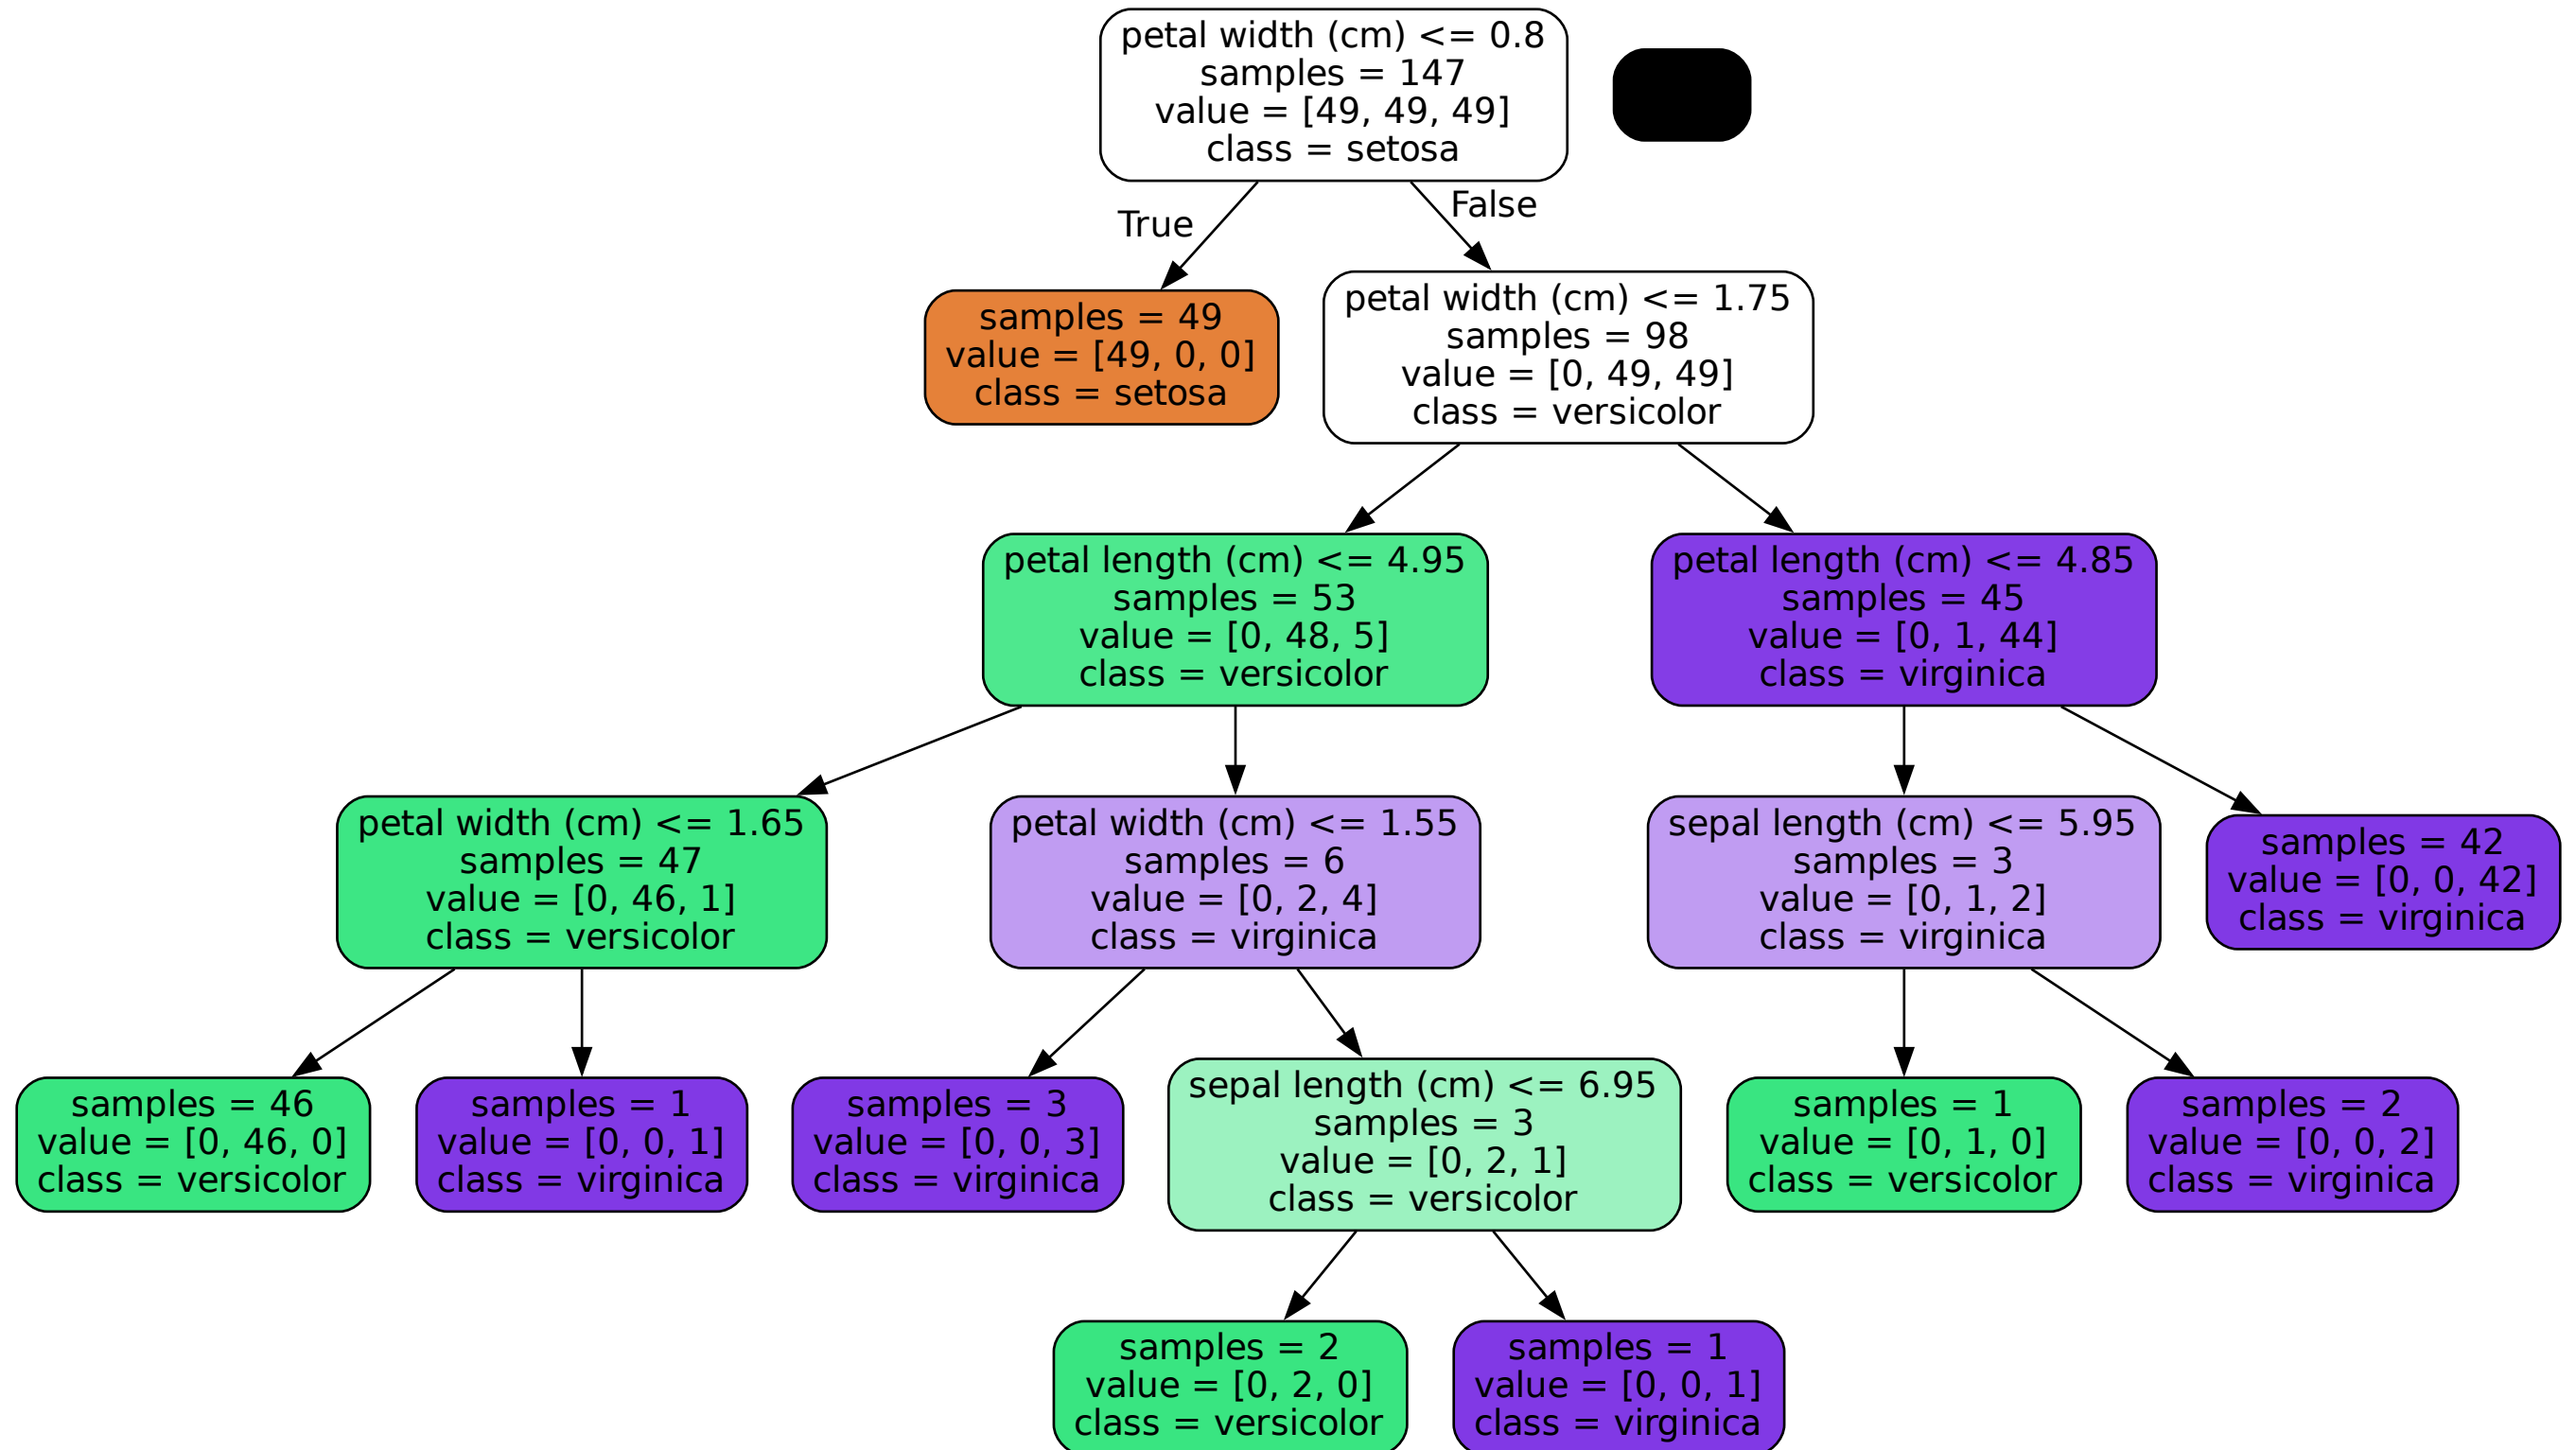 petal width (cm) <= 0.8
samples = 147
value = [49, 49, 49]
class = setosa
True
False
samples = 49
value = [49, 0, 0]
class = setosa
petal width (cm) <= 1.75
samples = 98
value = [0, 49, 49]
class = versicolor
petal length (cm) <= 4.95
samples = 53
value = [0, 48, 5]
class = versicolor
petal length (cm) <= 4.85
samples = 45
value = [0, 1, 44]
class = virginica
petal width (cm) <= 1.65
samples = 47
value = [0, 46, 1]
class = versicolor
petal width (cm) <= 1.55
samples = 6
value = [0, 2, 4]
class = virginica
sepal length (cm) <= 5.95
samples = 3
value = [0, 1, 2]
class = virginica
samples = 42
value = [0, 0, 42]
class = virginica
samples = 46
value = [0, 46, 0]
class = versicolor
samples = 1
value = [0, 0, 1]
class = virginica
samples = 3
value = [0, 0, 3]
class = virginica
sepal length (cm) <= 6.95
samples = 3
value = [0, 2, 1]
class = versicolor
samples = 1
value = [0, 1, 0]
class = versicolor
samples = 2
value = [0, 0, 2]
class = virginica
samples = 2
value = [0, 2, 0]
class = versicolor
samples = 1
value = [0, 0, 1]
class = virginica